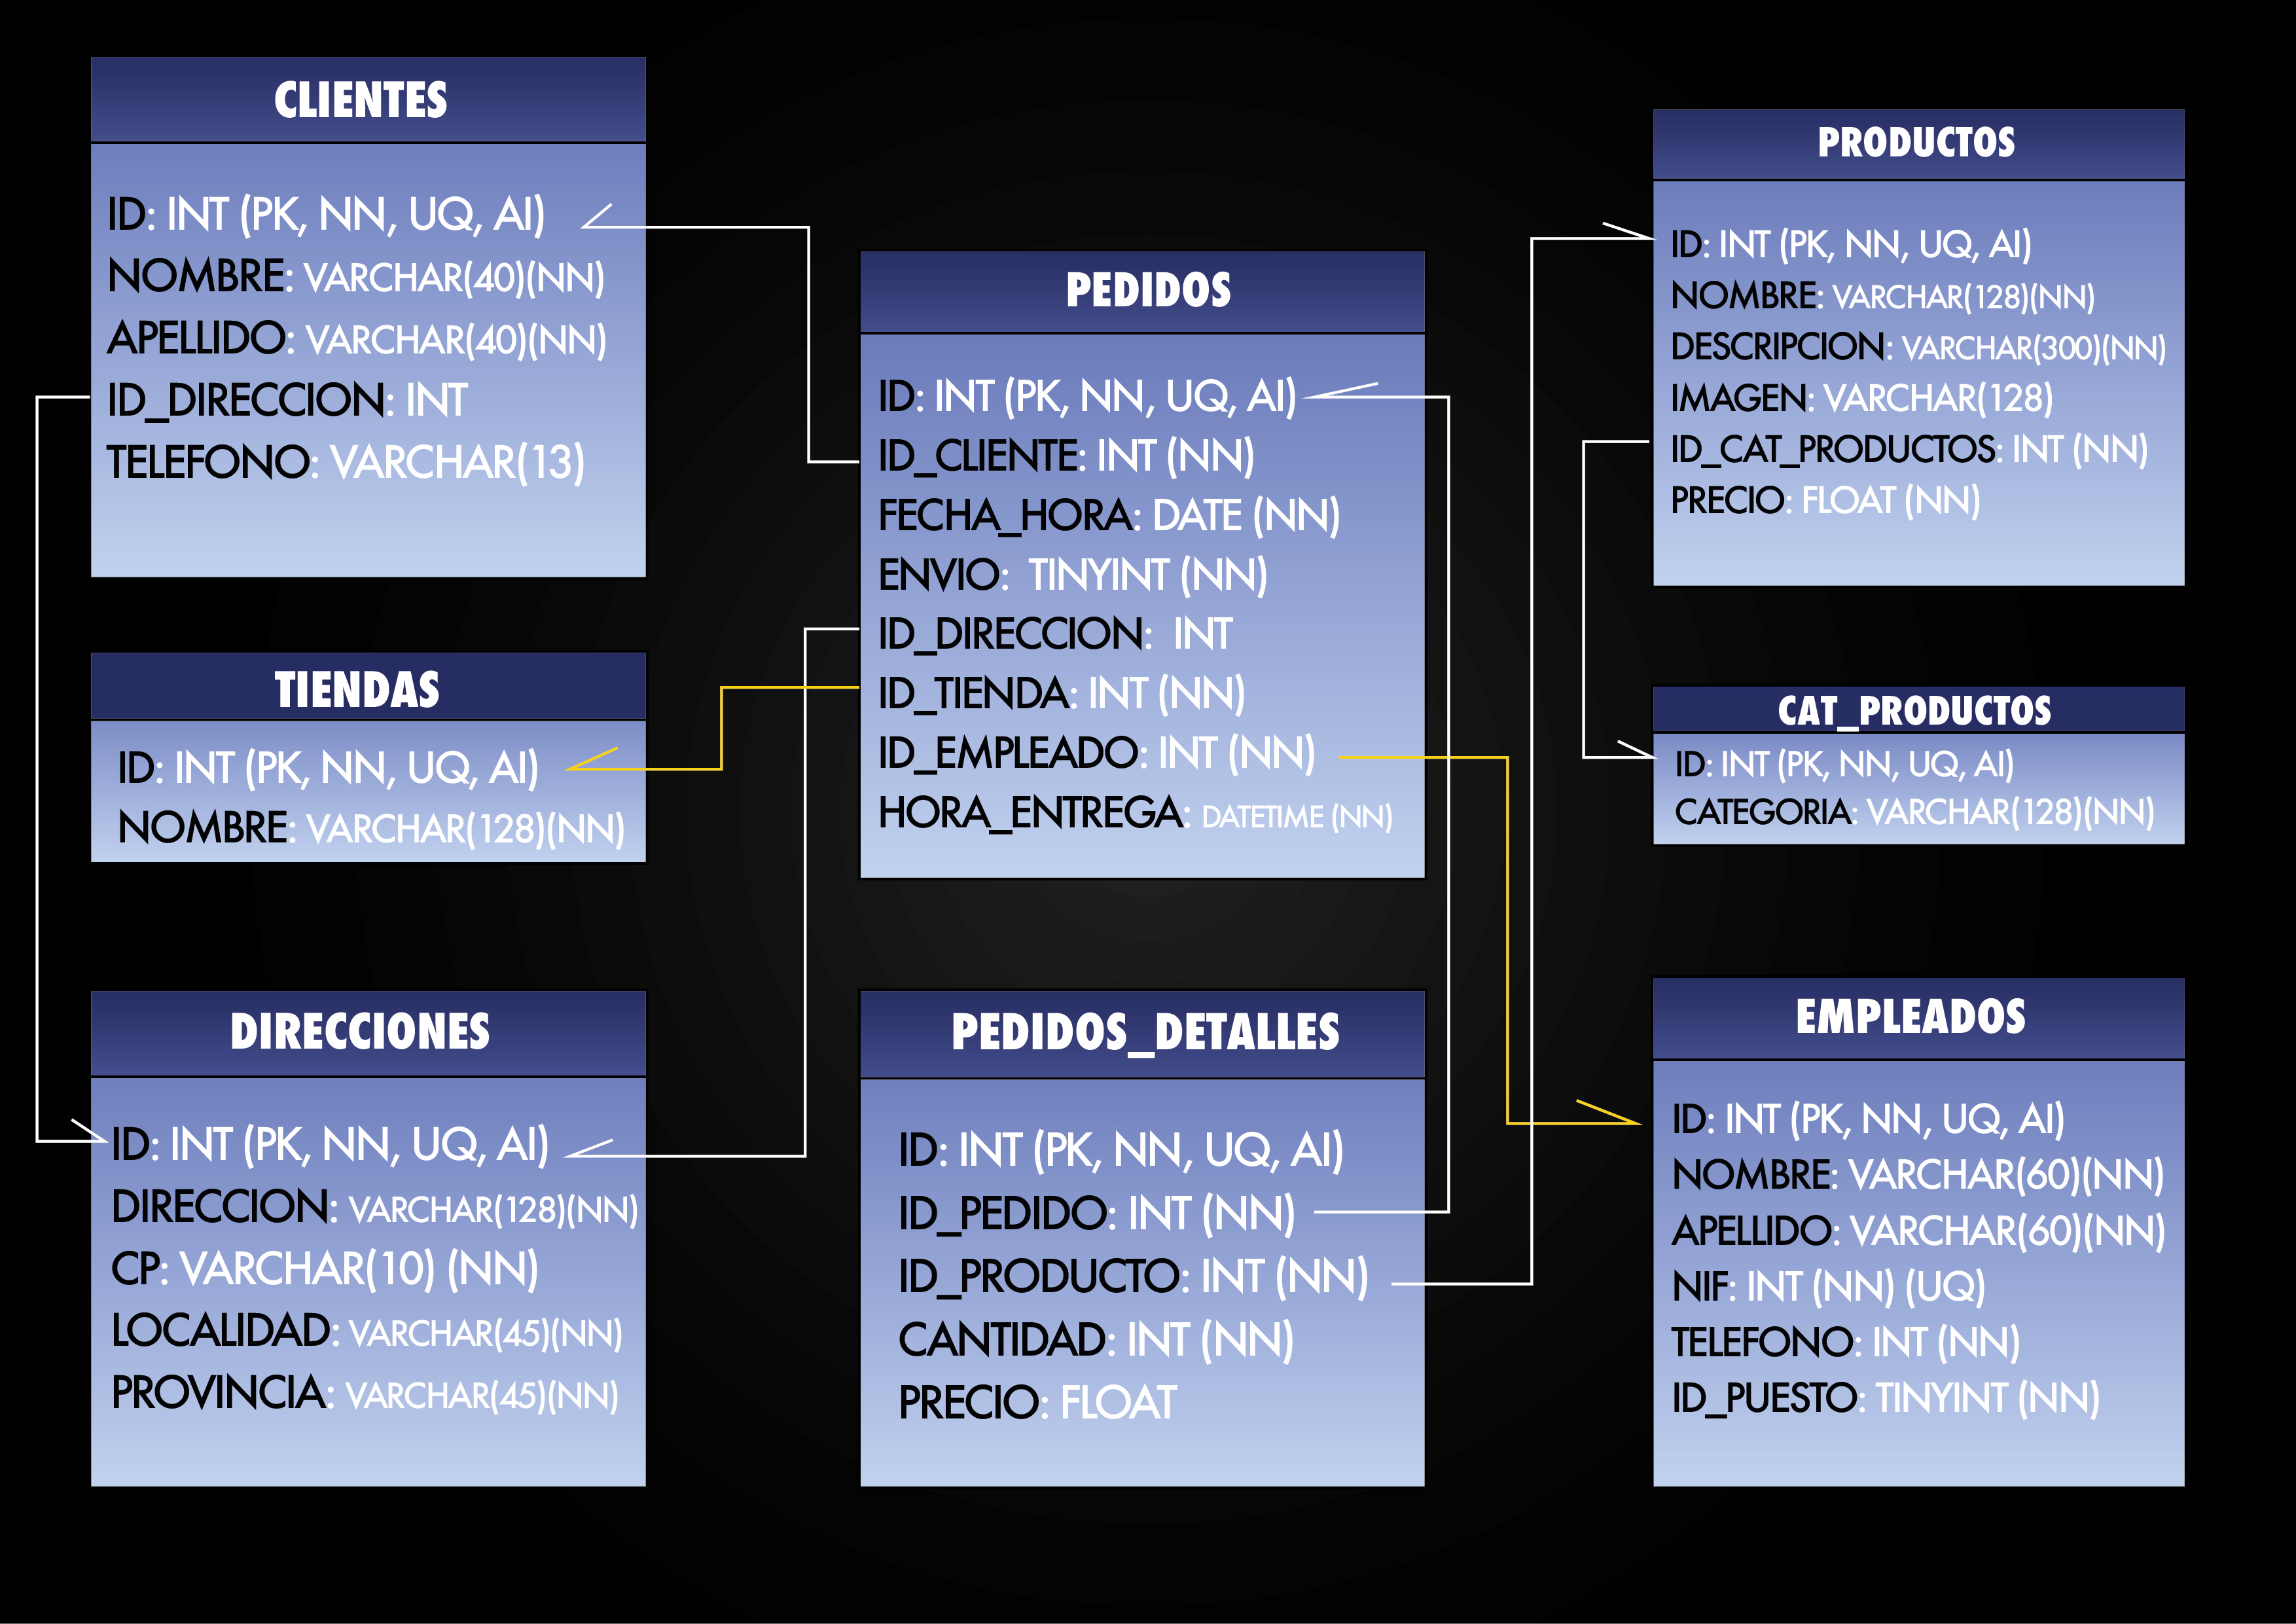 CLIENTES
ID: INT (PK, NN, UQ, AI)
NOMBRE: VARCHAR(40)(NN)
APELLIDO: VARCHAR(40)(NN)
ID_DIRECCION: INT
TELEFONO: VARCHAR(13)
TIENDAS
ID: INT (PK, NN, UQ, AI)
NOMBRE: VARCHAR(128)(NN)
DIRECCIONES
ID: INT (PK, NN, UQ, AI)
DIRECCION: VARCHAR(128)(NN)
CP: VARCHAR(10) (NN)
LOCALIDAD: VARCHAR(45)(NN)
PROVINCIA: VARCHAR(45)(NN)
PEDIDOS
ID: INT (PK, NN, UQ, AI)
ID_CLIENTE: INT (NN)
FECHA_HORA: DATE (NN)
ENVIO: TINYINT (NN)
ID_DIRECCION: INT
ID_TIENDA: INT (NN)
ID_EMPLEADO: INT (NN)
HORA_ENTREGA: DATETIME (NN)
PEDIDOS_DETALLES
ID: INT (PK, NN, UQ, AI)
ID_PEDIDO: INT (NN)
ID_PRODUCTO: INT (NN)
CANTIDAD: INT (NN)
PRECIO: FLOAT
PRODUCTOS
ID: INT (PK, NN, UQ, AI)
NOMBRE: VARCHAR(128)(NN)
DESCRIPCION: VARCHAR(300)(NN)
IMAGEN: VARCHAR(128)
ID_CAT_PRODUCTOS: INT (NN)
PRECIO: FLOAT (NN)
CAT_PRODUCTOS
ID: INT (PK, NN, UQ, AI)
CATEGORIA: VARCHAR(128)(NN)
EMPLEADOS
ID: INT (PK, NN, UQ, AI)
NOMBRE: VARCHAR(60)(NN)
APELLIDO: VARCHAR(60)(NN)
NIF: INT (NN) (UQ)
TELEFONO: INT (NN)
ID_PUESTO: TINYINT (NN)